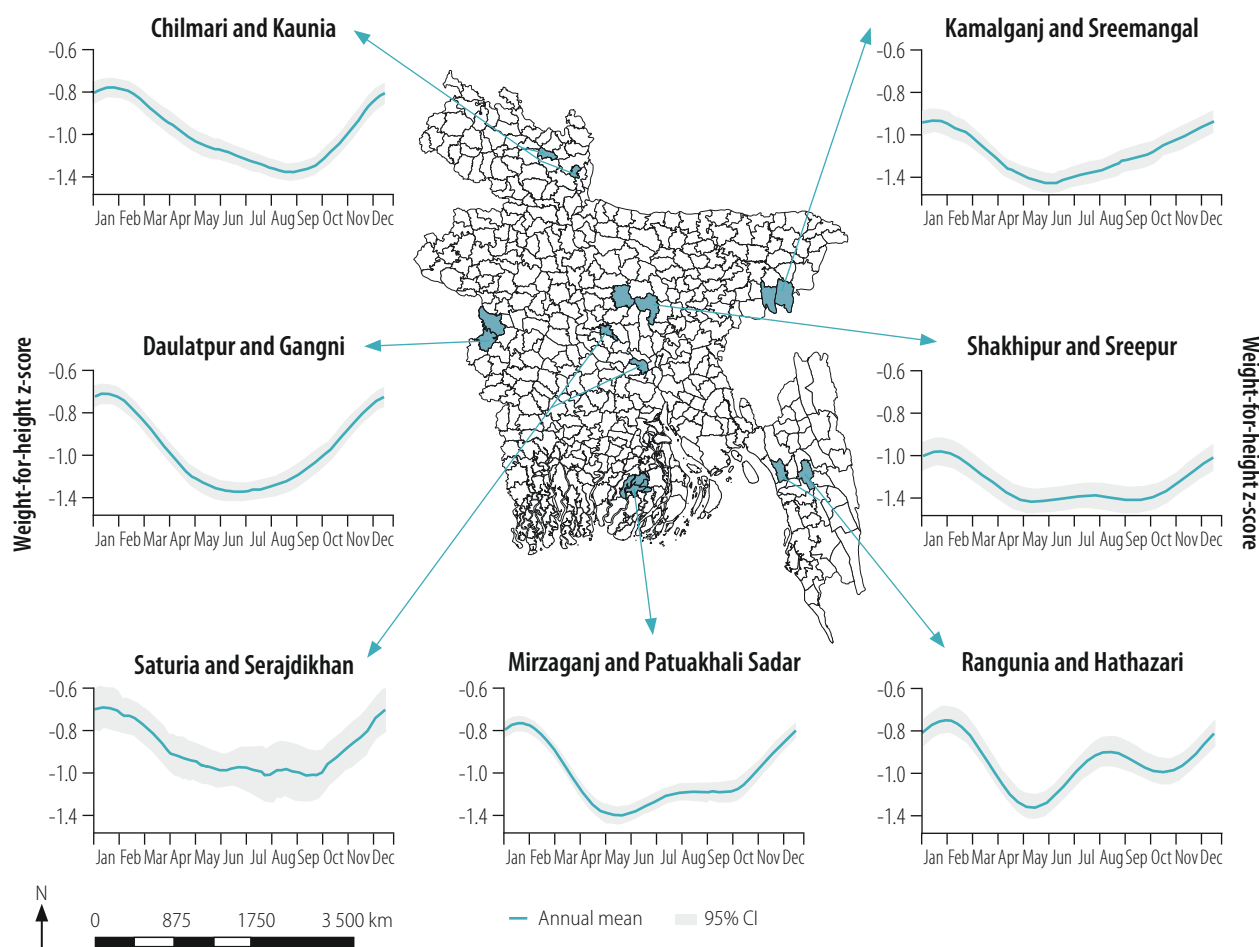 Chilmari and Kaunia
-0.6
-0.8
-1.0
-1.4
Jan Feb Mar Apr May Jun Jul Aug Sep Oct Nov Dec
Kamalganj and Sreemangal
-0.6
-0.8
-1.0
-1.4
Jan Feb Mar Apr May Jun Jul Aug Sep Oct Nov Dec
Weight-for-height z-score
Daulatpur and Gangni
-0.6
-0.8
-1.0
-1.4
Jan Feb Mar Apr May Jun Jul Aug Sep Oct Nov Dec
Shakhipur and Sreepur
-0.6
-0.8
-1.0
-1.4
Jan Feb Mar Apr May Jun Jul Aug Sep Oct Nov Dec
Weight-for-height z-score
Saturia and Serajdikhan
-0.6
-0.8
-1.0
-1.4
Jan Feb Mar Apr May Jun Jul Aug Sep Oct Nov Dec
Mirzaganj and Patuakhali Sadar
-0.6
-0.8
-1.0
-1.4
Jan Feb Mar Apr May Jun Jul Aug Sep Oct Nov Dec
Rangunia and Hathazari
-0.6
-0.8
-1.0
-1.4
Jan Feb Mar Apr May Jun Jul Aug Sep Oct Nov Dec
N
0 875 1750 3 500 km
Annual mean 95% CI